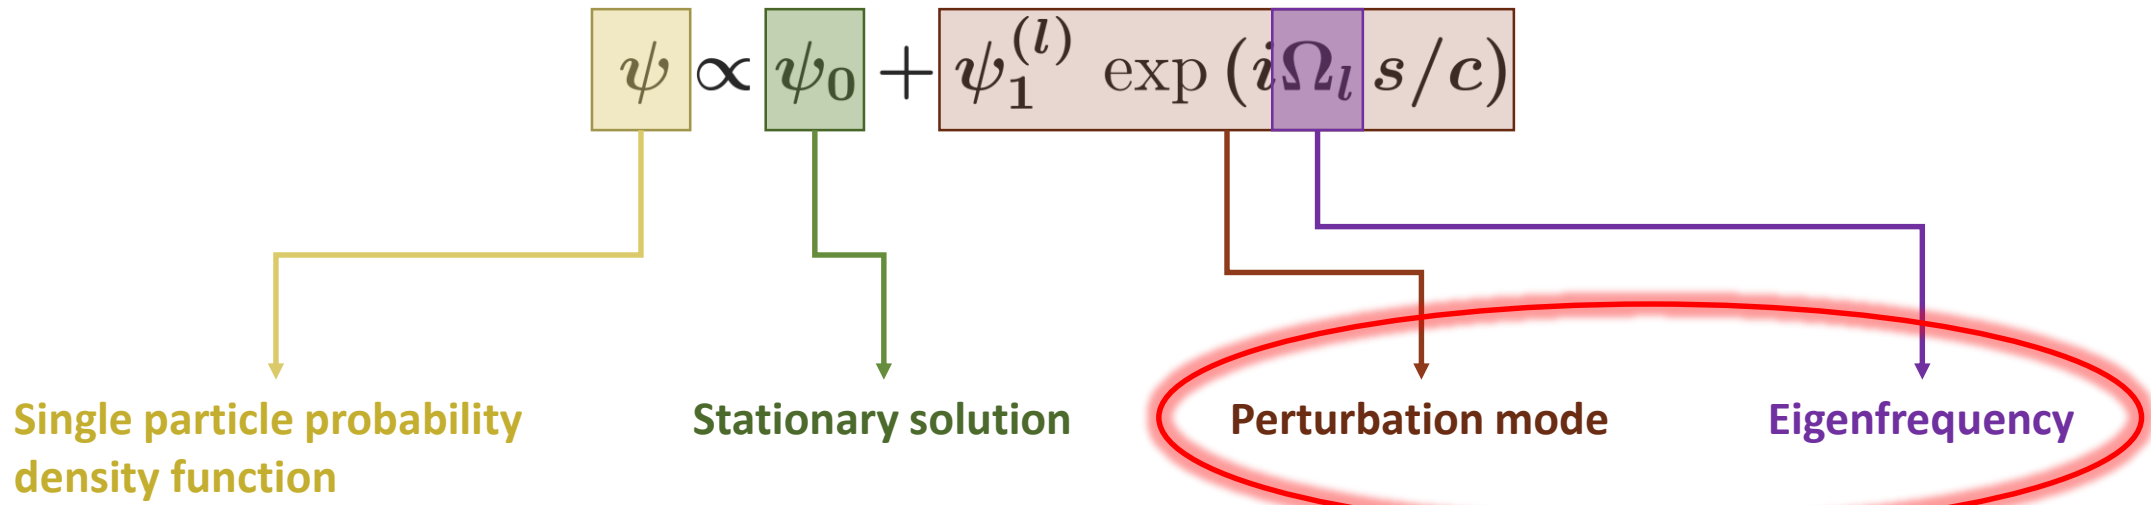 ψ ∝ ψ₀ + ψ₁⁽ˡ⁾ exp (iΩₗ s/c)
Single particle probability
density function
Stationary solution
Perturbation mode
Eigenfrequency